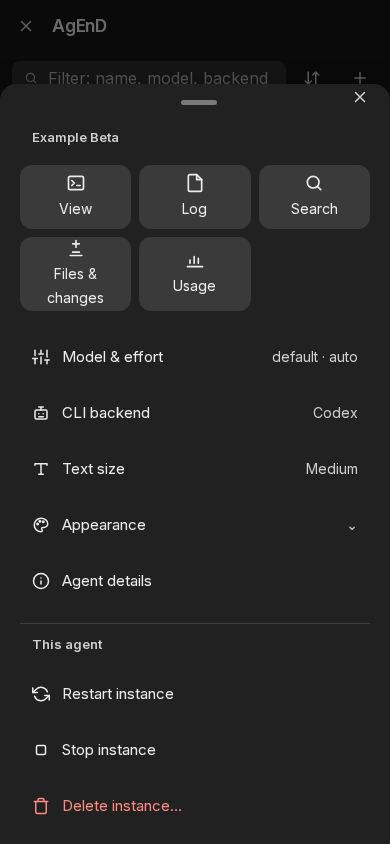 AgEnD
Filter: name, model, backend
Example Beta
View
Log
Search
Files &
changes
Usage
Model & effort
default · auto
CLI backend
Codex
Text size
Medium
Appearance
Agent details
This agent
Restart instance
Stop instance
Delete instance...